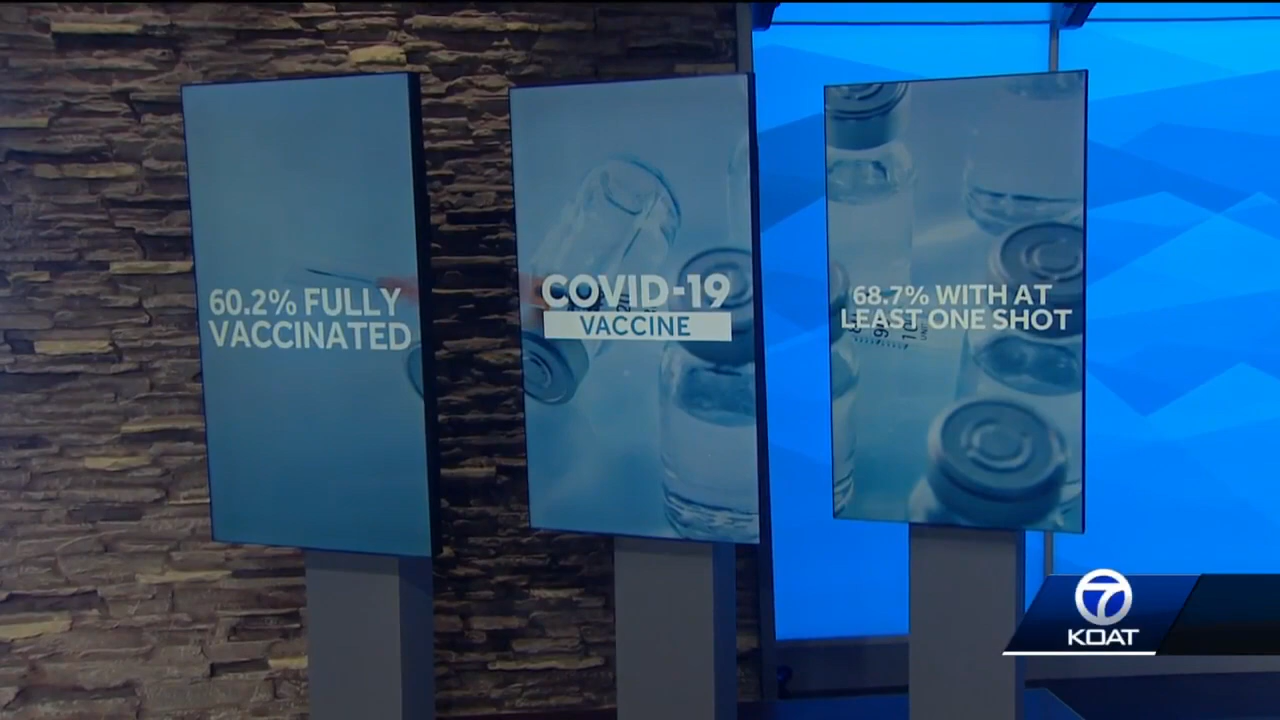 60.2% FULLY
VACCINATED
COVID-19
VACCINE
68.7% WITH AT
LEAST ONE SHOT
7
KOAT